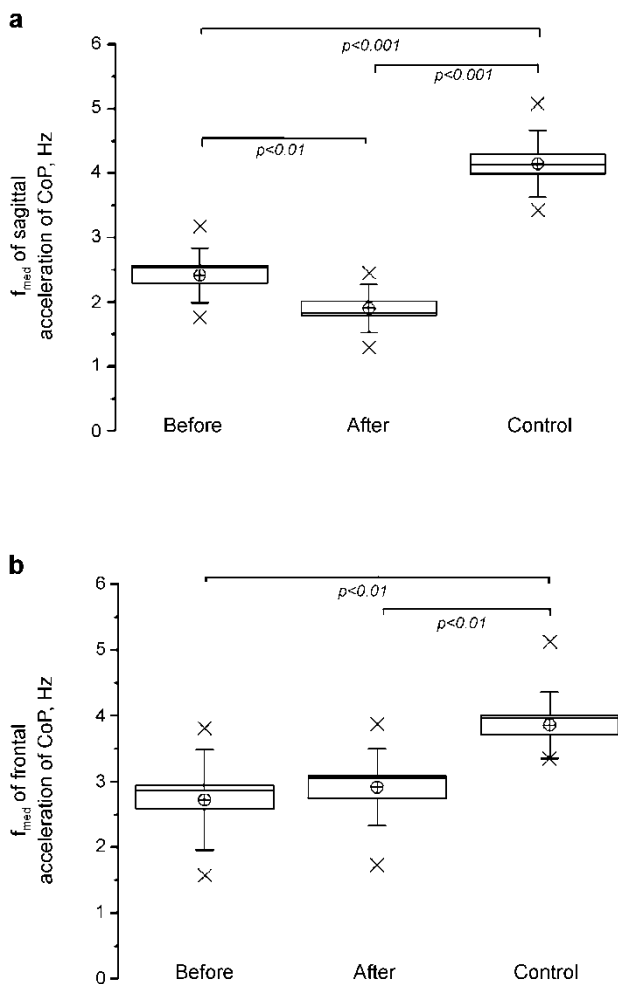 a
6
p<0.001
p<0.001
5
p<0.01
4
3
2
1
0
f_med of sagittal
acceleration of CoP, Hz
Before After Control
b
6
p<0.01
p<0.01
5
4
3
2
1
0
f_med of frontal
acceleration of CoP, Hz
Before After Control